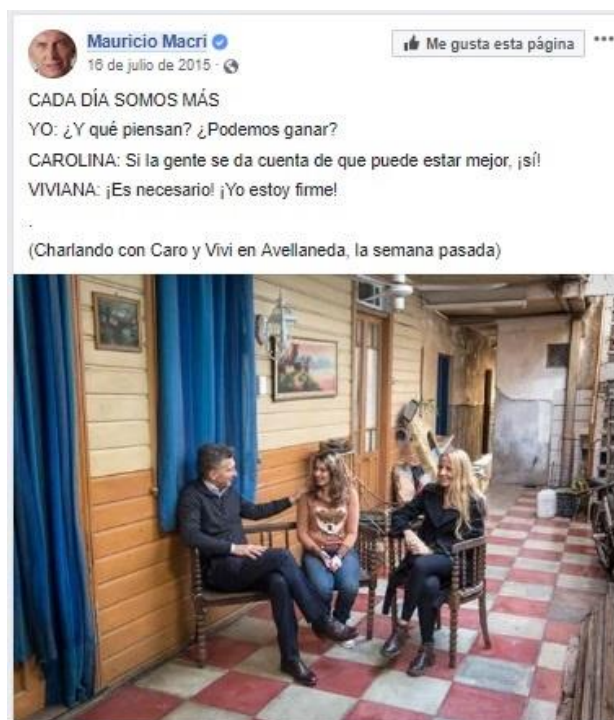 Mauricio Macri
Me gusta esta página
16 de julio de 2015 ·
CADA DÍA SOMOS MÁS
YO: ¿Y qué piensan? ¿Podemos ganar?
CAROLINA: Si la gente se da cuenta de que puede estar mejor, ¡sí!
VIVIANA: ¡Es necesario! ¡Yo estoy firme!
.
(Charlando con Caro y Vivi en Avellaneda, la semana pasada)